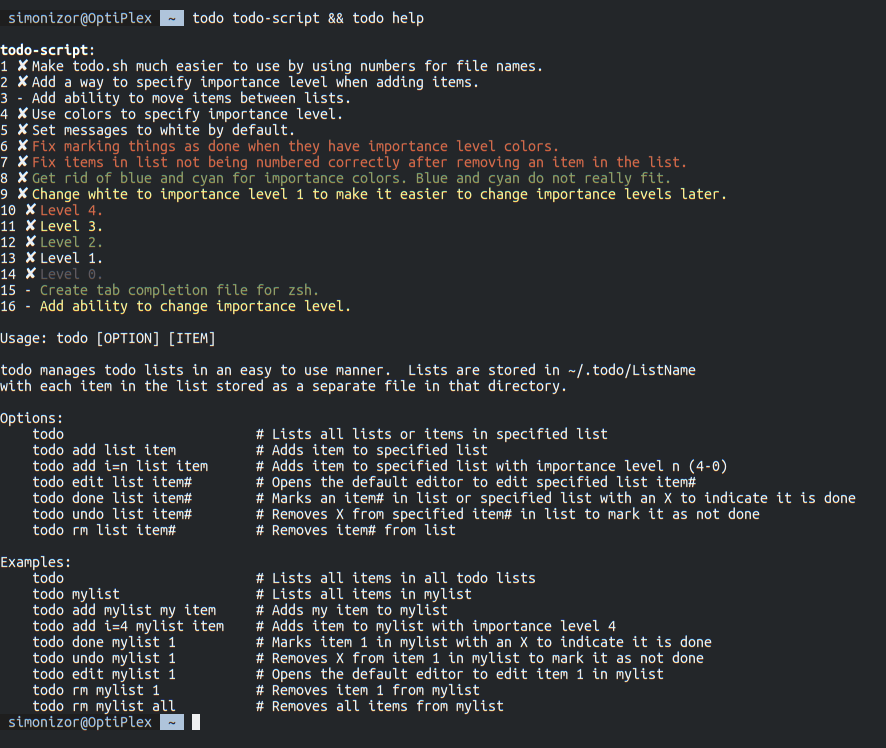 simonizor@OptiPlex ~ todo todo-script && todo help
todo-script:
1 ✘ Make todo.sh much easier to use by using numbers for file names.
2 ✘ Add a way to specify importance level when adding items.
3 - Add ability to move items between lists.
4 ✘ Use colors to specify importance level.
5 ✘ Set messages to white by default.
6 ✘ Fix marking things as done when they have importance level colors.
7 ✘ Fix items in list not being numbered correctly after removing an item in the list.
8 ✘ Get rid of blue and cyan for importance colors. Blue and cyan do not really fit.
9 ✘ Change white to importance level 1 to make it easier to change importance levels later.
10 ✘ Level 4.
11 ✘ Level 3.
12 ✘ Level 2.
13 ✘ Level 1.
14 ✘ Level 0.
15 - Create tab completion file for zsh.
16 - Add ability to change importance level.
Usage: todo [OPTION] [ITEM]
todo manages todo lists in an easy to use manner.  Lists are stored in ~/.todo/ListName
with each item in the list stored as a separate file in that directory.
Options:
    todo                        # Lists all lists or items in specified list
    todo add list item          # Adds item to specified list
    todo add i=n list item      # Adds item to specified list with importance level n (4-0)
    todo edit list item#        # Opens the default editor to edit specified list item#
    todo done list item#        # Marks an item# in list or specified list with an X to indicate it is done
    todo undo list item#        # Removes X from specified item# in list to mark it as not done
    todo rm list item#          # Removes item# from list
Examples:
    todo                        # Lists all items in all todo lists
    todo mylist                 # Lists all items in mylist
    todo add mylist my item     # Adds my item to mylist
    todo add i=4 mylist item    # Adds item to mylist with importance level 4
    todo done mylist 1          # Marks item 1 in mylist with an X to indicate it is done
    todo undo mylist 1          # Removes X from item 1 in mylist to mark it as not done
    todo edit mylist 1          # Opens the default editor to edit item 1 in mylist
    todo rm mylist 1            # Removes item 1 from mylist
    todo rm mylist all          # Removes all items from mylist
simonizor@OptiPlex ~